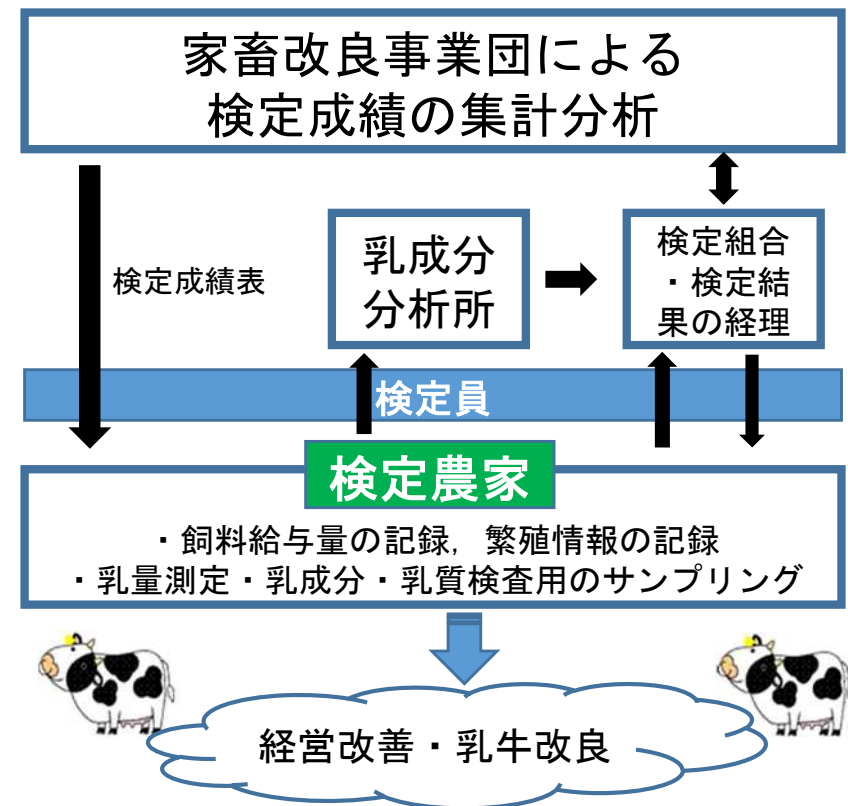 家畜改良事業団による
検定成績の集計分析
検定成績表
乳成分
分析所
検定組合
・検定結
果の経理
検定員
検定農家
・飼料給与量の記録，繁殖情報の記録
・乳量測定・乳成分・乳質検査用のサンプリング
経営改善・乳牛改良